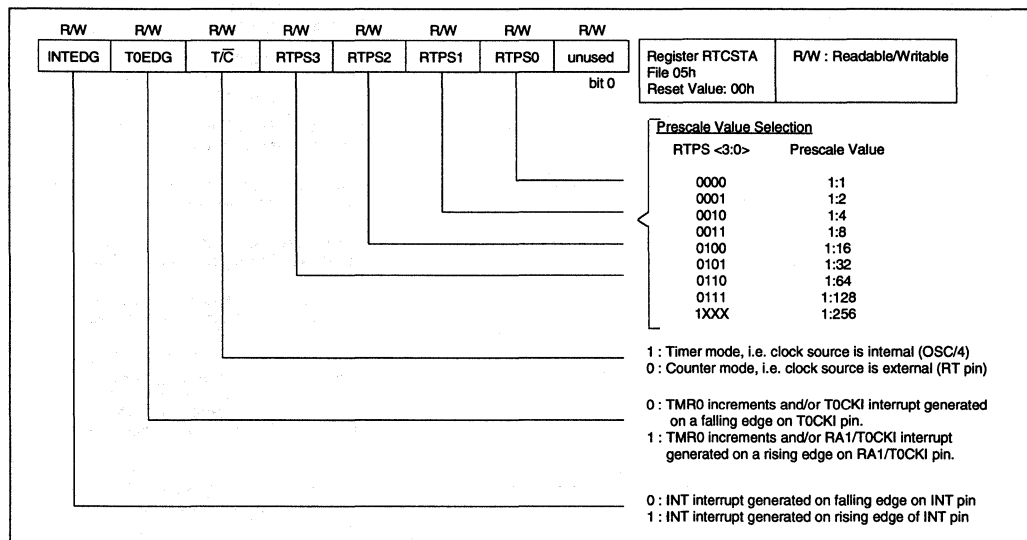 R/W R/W R/W R/W R/W R/W R/W R/W
INTEDG T0EDG T/C̅ RTPS3 RTPS2 RTPS1 RTPS0 unused
bit 0
Register RTCSTA
File 05h
Reset Value: 00h
R/W : Readable/Writable
Prescale Value Selection
RTPS <3:0> Prescale Value
0000 1:1
0001 1:2
0010 1:4
0011 1:8
0100 1:16
0101 1:32
0110 1:64
0111 1:128
1XXX 1:256
1 : Timer mode, i.e. clock source is internal (OSC/4)
0 : Counter mode, i.e. clock source is external (RT pin)
0 : TMR0 increments and/or T0CKI interrupt generated
on a falling edge on T0CKI pin.
1 : TMR0 increments and/or RA1/T0CKI interrupt
generated on a rising edge on RA1/T0CKI pin.
0 : INT interrupt generated on falling edge on INT pin
1 : INT interrupt generated on rising edge of INT pin